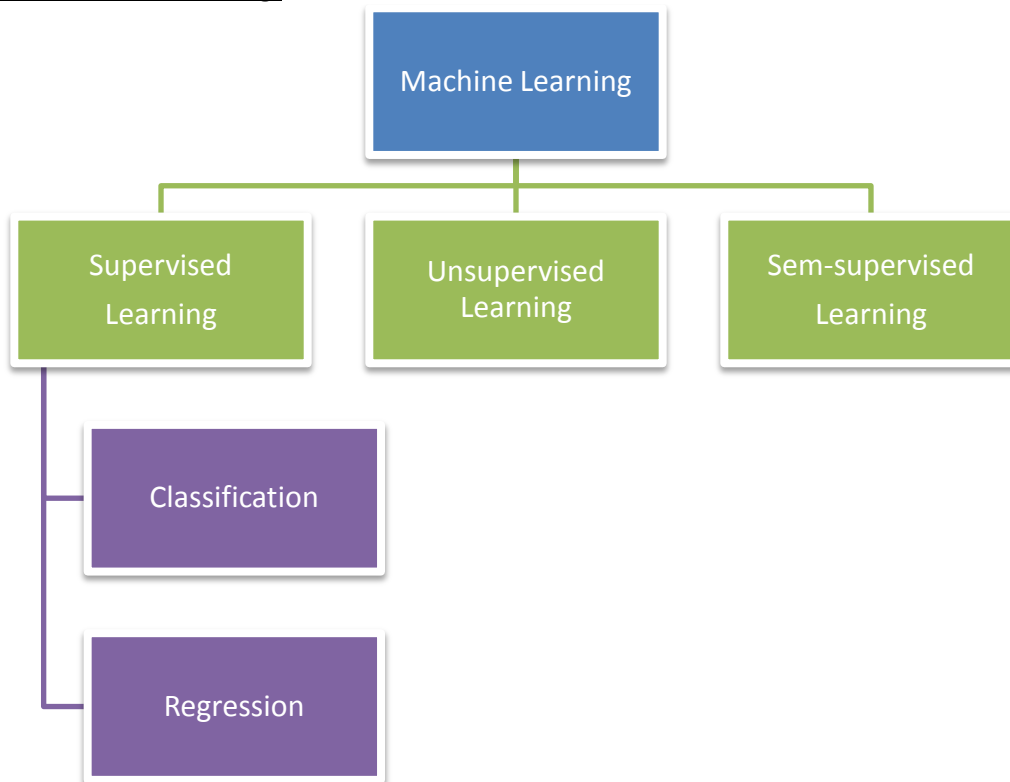 Machine Learning
Supervised
Learning
Unsupervised
Learning
Sem-supervised
Learning
Classification
Regression